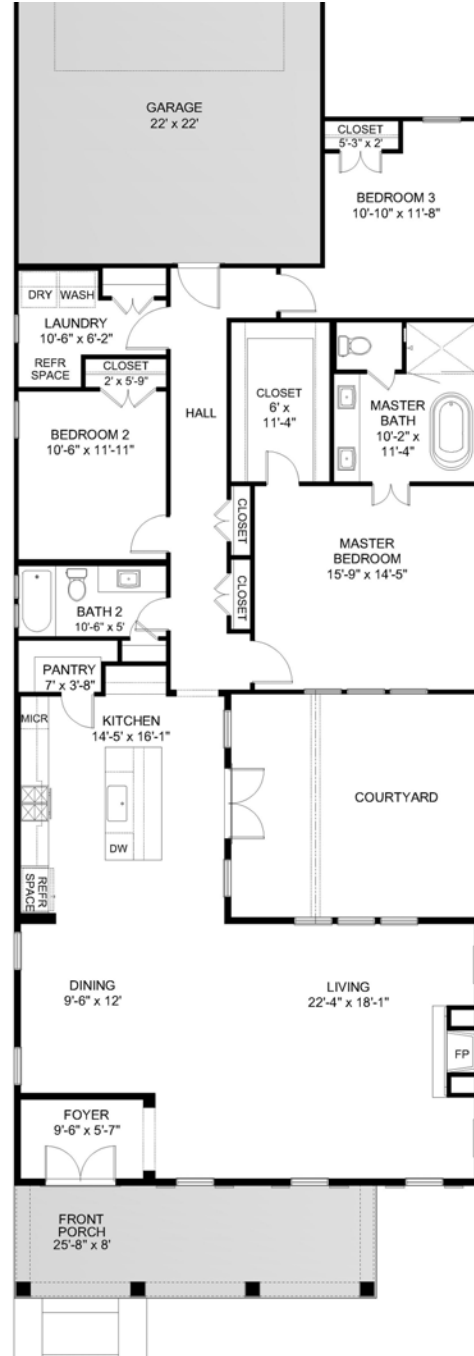 GARAGE
22' x 22'
CLOSET
5'-3" x 2'
BEDROOM 3
10'-10" x 11'-8"
DRY WASH
LAUNDRY
10'-6" x 6'-2"
REFR
SPACE
CLOSET
2' x 5'-9"
BEDROOM 2
10'-6" x 11'-11"
HALL
CLOSET
6' x
11'-4"
MASTER
BATH
10'-2" x
11'-4"
CLOSET
CLOSET
MASTER
BEDROOM
15'-9" x 14'-5"
BATH 2
10'-6" x 5'
PANTRY
7' x 3'-8"
MICR
KITCHEN
14'-5' x 16'-1"
DW
REFR
SPACE
COURTYARD
DINING
9'-6" x 12'
LIVING
22'-4" x 18'-1"
FP
FOYER
9'-6" x 5'-7"
FRONT
PORCH
25'-8" x 8'